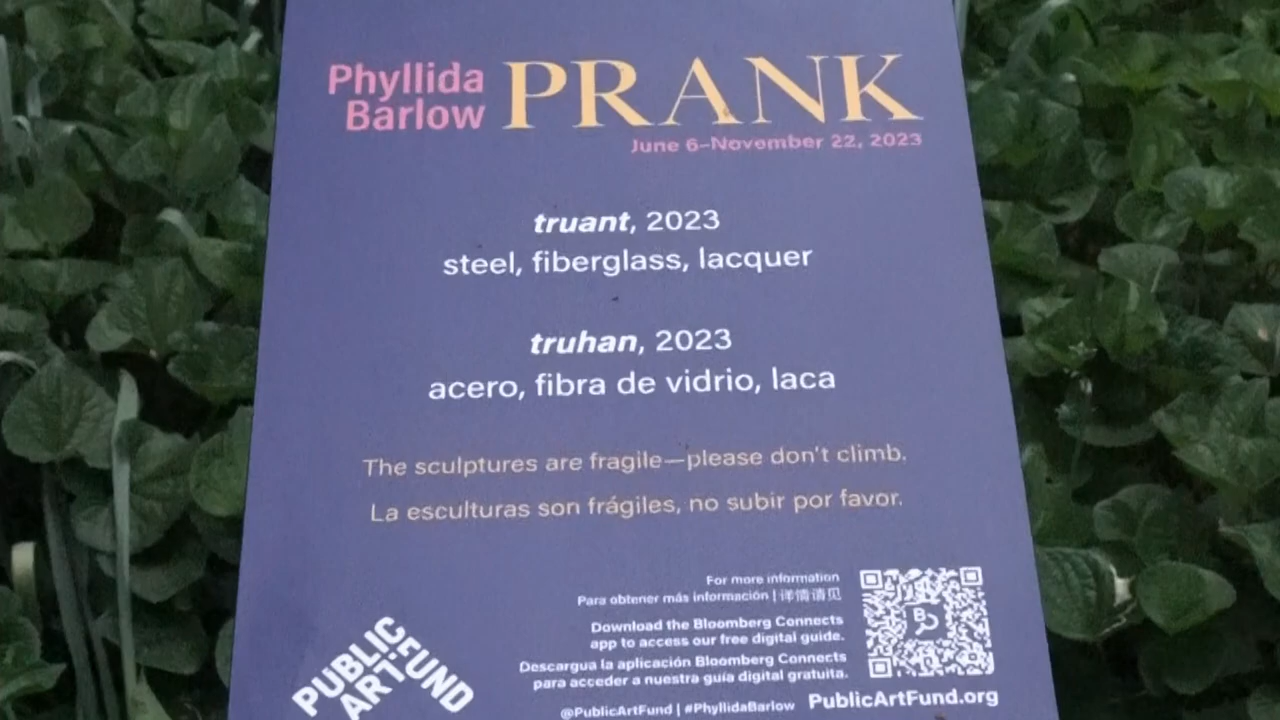 Phyllida
Barlow
PRANK
June 6–November 22, 2023
truant, 2023
steel, fiberglass, lacquer
truhan, 2023
acero, fibra de vidrio, laca
The sculptures are fragile—please don't climb.
La esculturas son frágiles, no subir por favor.
For more information
Para obtener más información | 详情请见
Download the Bloomberg Connects
app to access our free digital guide.
Descargua la aplicación Bloomberg Connects
para acceder a nuestra guía digital gratuita.
@PublicArtFund | #PhyllidaBarlow
PublicArtFund.org
PUBLIC
ART FUND
B